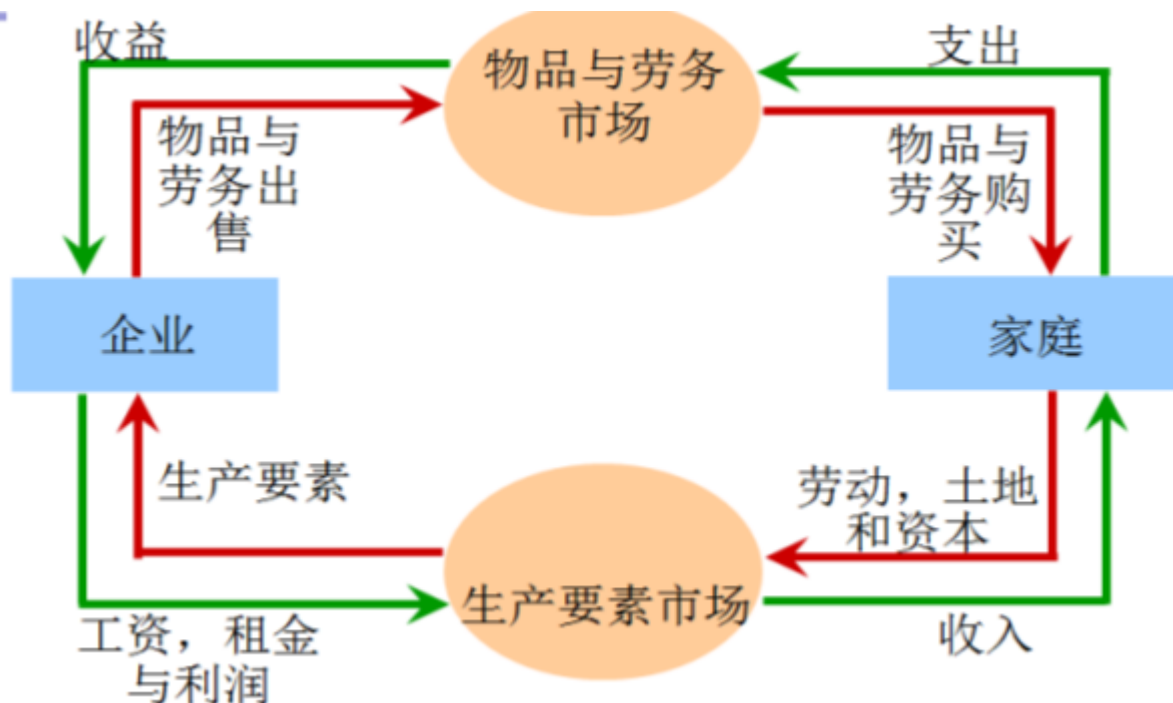 收益
物品与劳务
市场
支出
物品与
劳务出
售
物品与
劳务购
买
企业
家庭
生产要素
劳动，土地
和资本
生产要素市场
工资，租金
与利润
收入